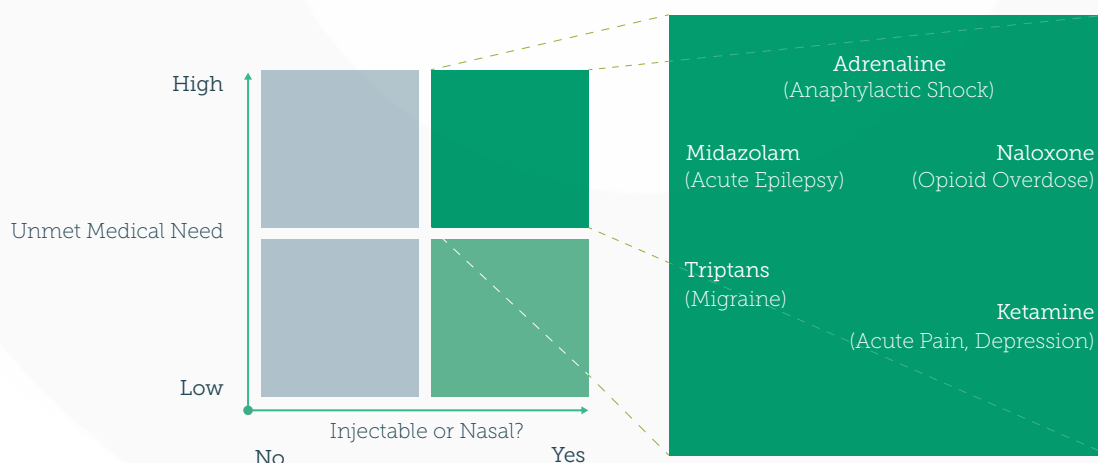 High
Unmet Medical Need
Low
Injectable or Nasal?
No
Yes
Adrenaline
(Anaphylactic Shock)
Midazolam
(Acute Epilepsy)
Naloxone
(Opioid Overdose)
Triptans
(Migraine)
Ketamine
(Acute Pain, Depression)